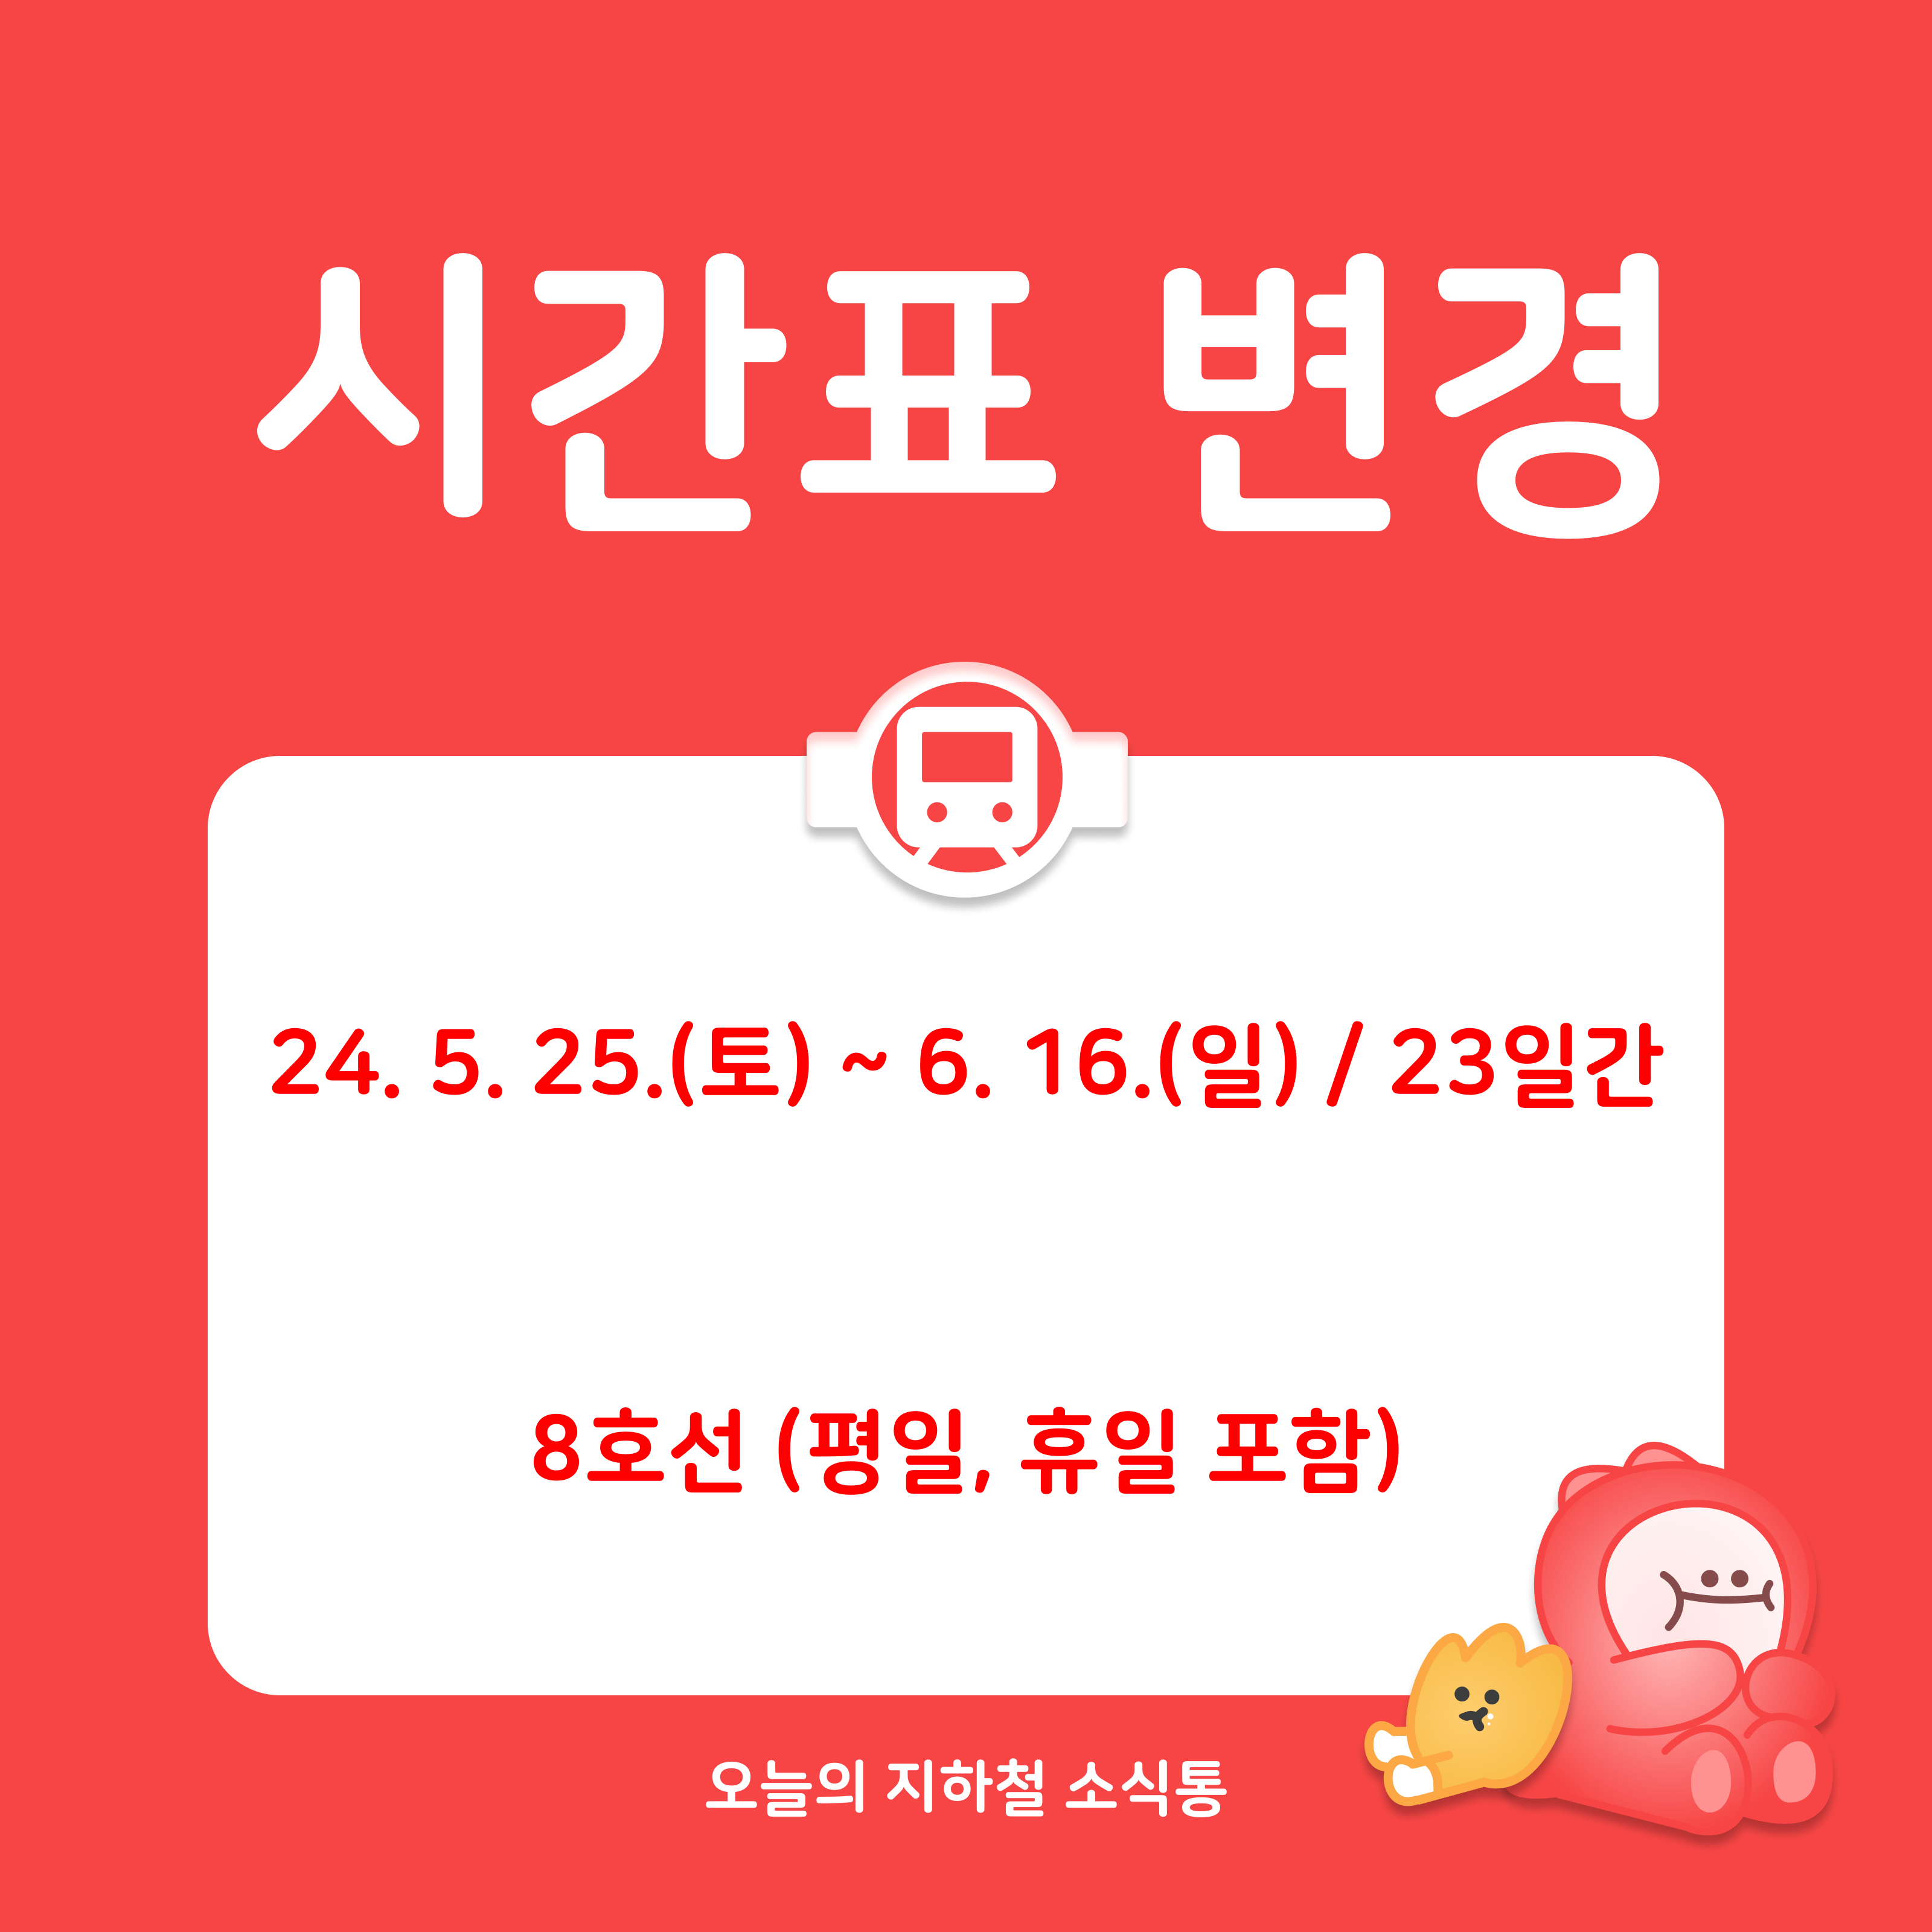 시간표 변경
24. 5. 25.(토) ~ 6. 16.(일) / 23일간
8호선 (평일, 휴일 포함)
오늘의 지하철 소식통